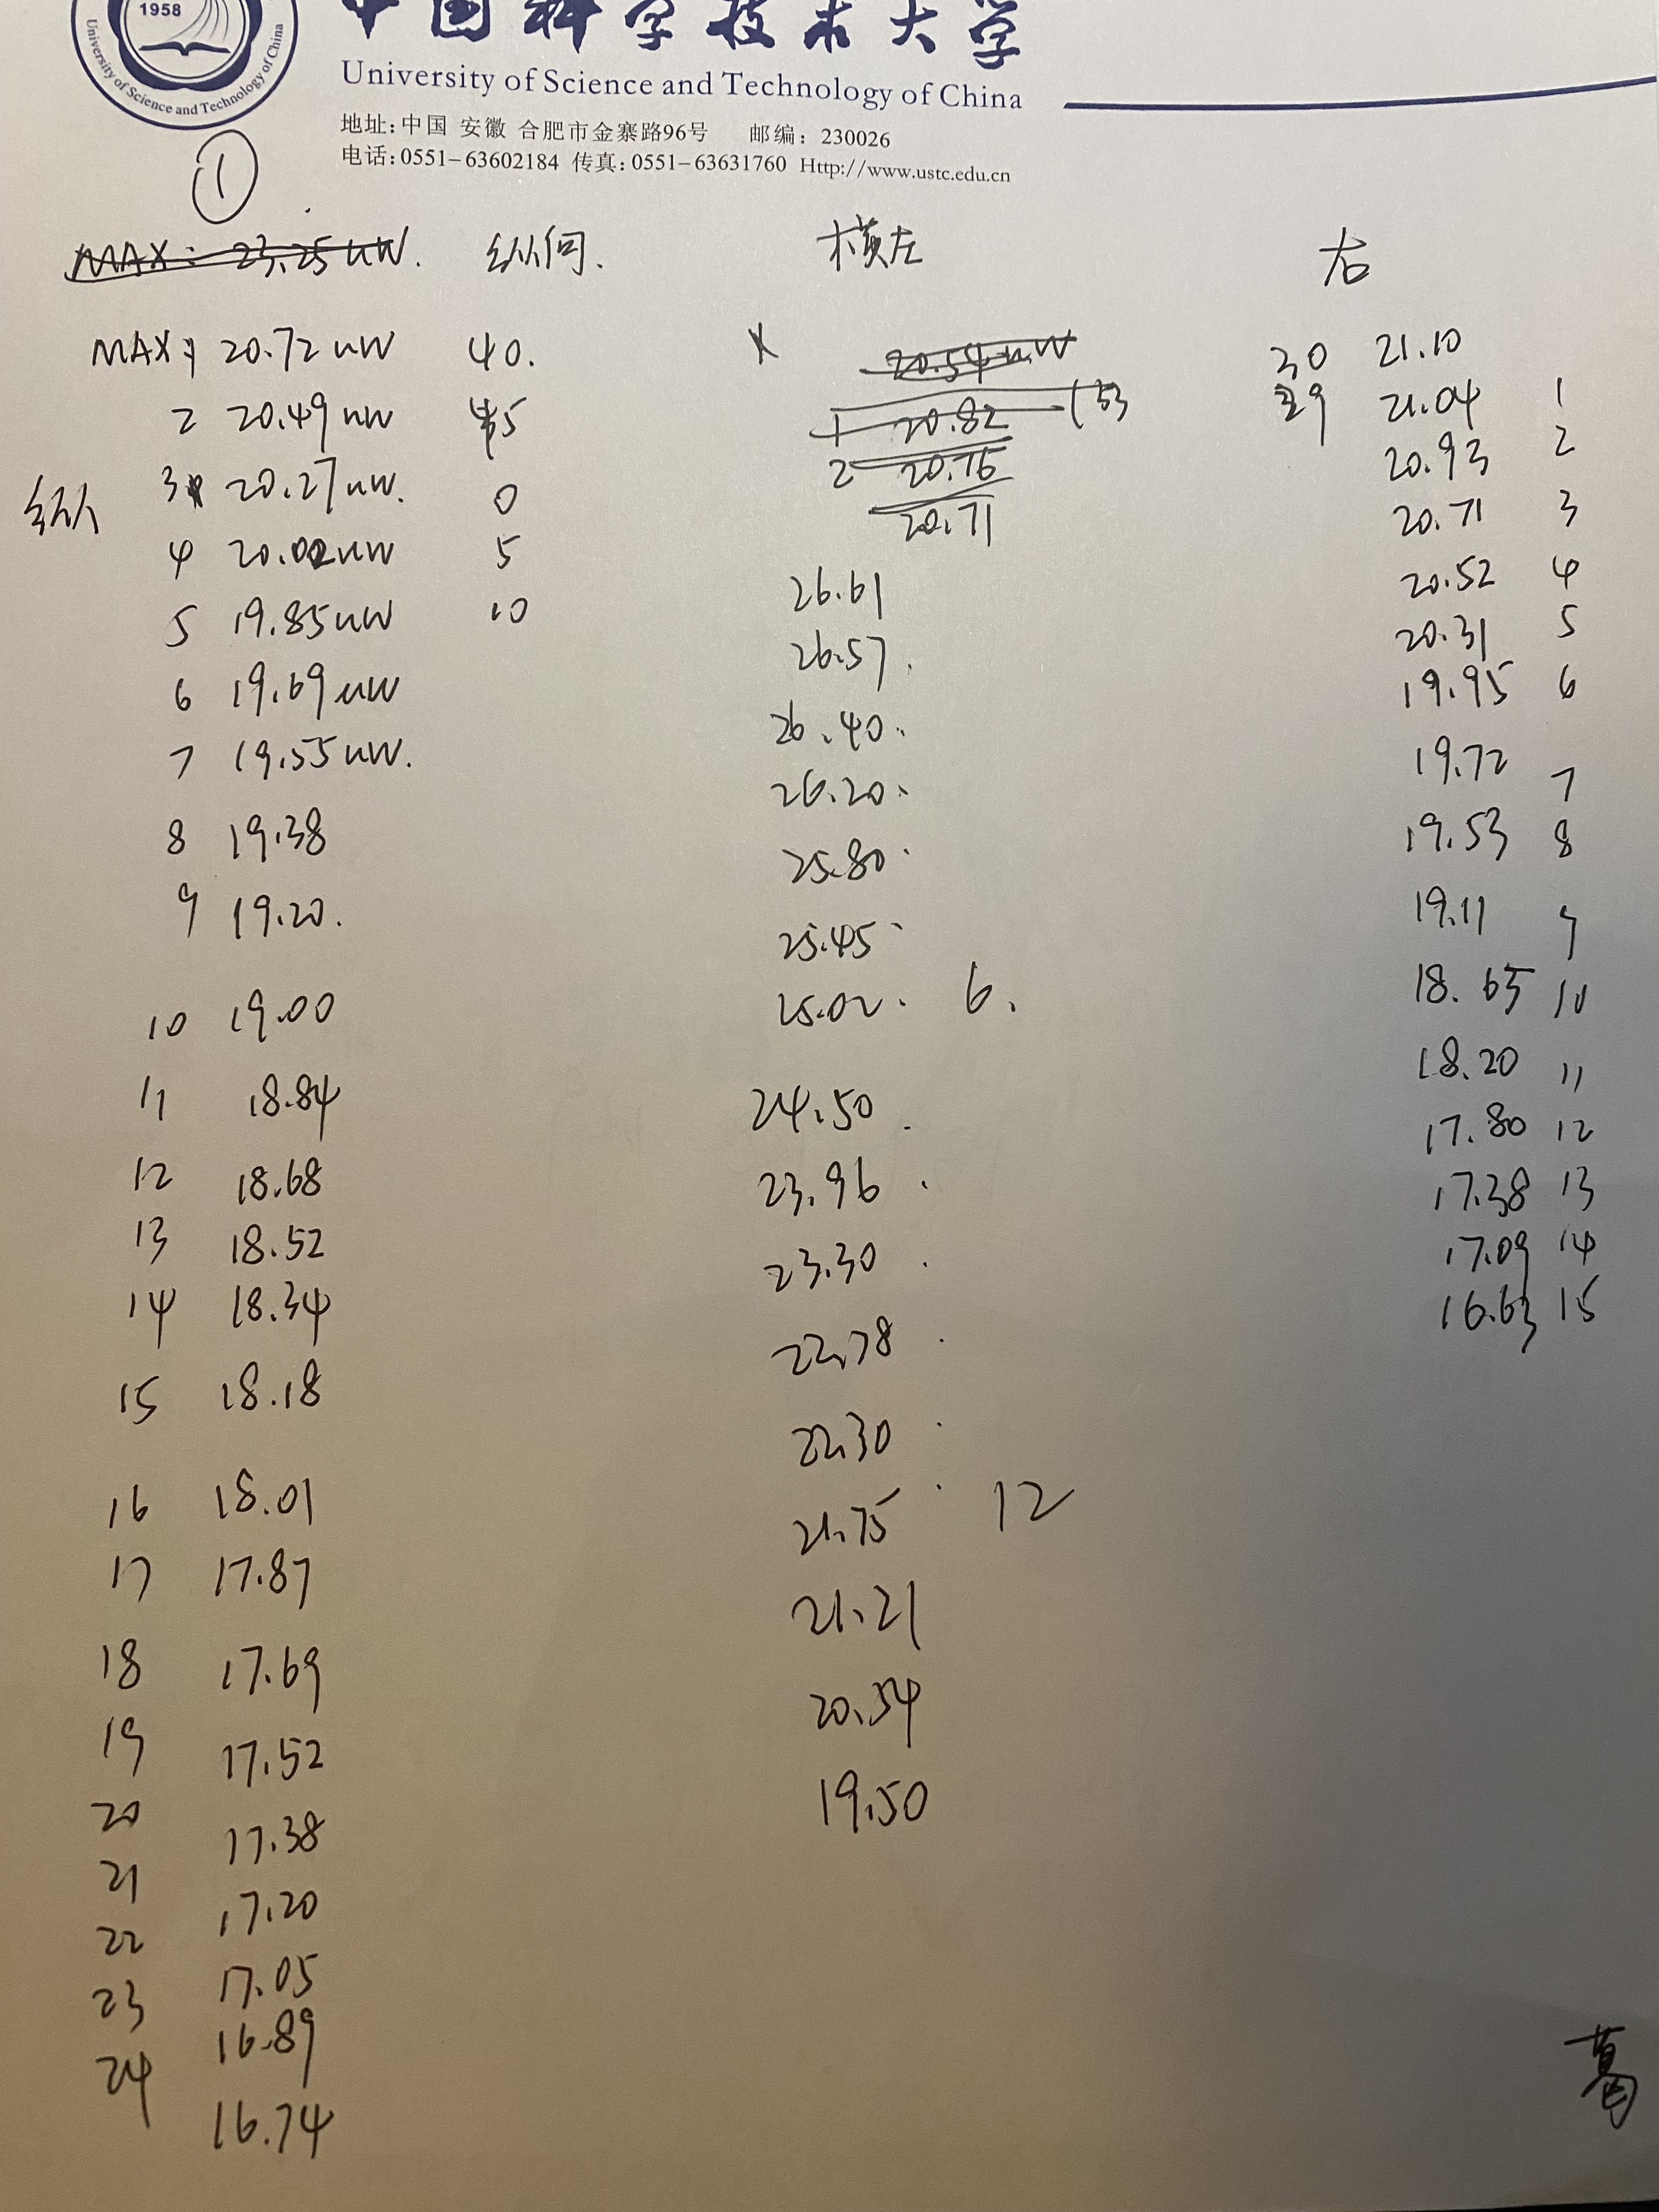 1958
University of Science and Technology of China
中国科学技术大学
University of Science and Technology of China
地址:中国 安徽 合肥市金寨路96号 邮编: 230026
电话:0551-63602184 传真:0551-63631760 Http://www.ustc.edu.cn
①
MAX: 23.25 uW. 纵向.
纵
MAX 1 20.72 uW 40.
2 20.49 uW 45
3 20.27 uW. 0
4 20.02 uW 5
5 19.85 uW 10
6 19.69 uW
7 19.55 uW.
8 19.38
9 19.20.
10 19.00
11 18.84
12 18.68
13 18.52
14 18.34
15 18.18
16 18.01
17 17.87
18 17.69
19 17.52
20 17.38
21 17.20
22 17.05
23 16.89
24 16.74
横左
X 20.54 uW
1 20.82
2 20.76
20.71
26.61
26.57.
26.40.
26.20.
25.80.
25.45.
25.02. 6.
24.50.
23.96.
23.30.
22.78.
22.30.
21.75. 12
21.21
20.54
19.50
右
30 21.10
29 21.04 1
20.93 2
20.71 3
20.52 4
20.31 5
19.95 6
19.72 7
19.53 8
19.11 9
18.65 10
18.20 11
17.80 12
17.38 13
17.09 14
16.63 15
葛